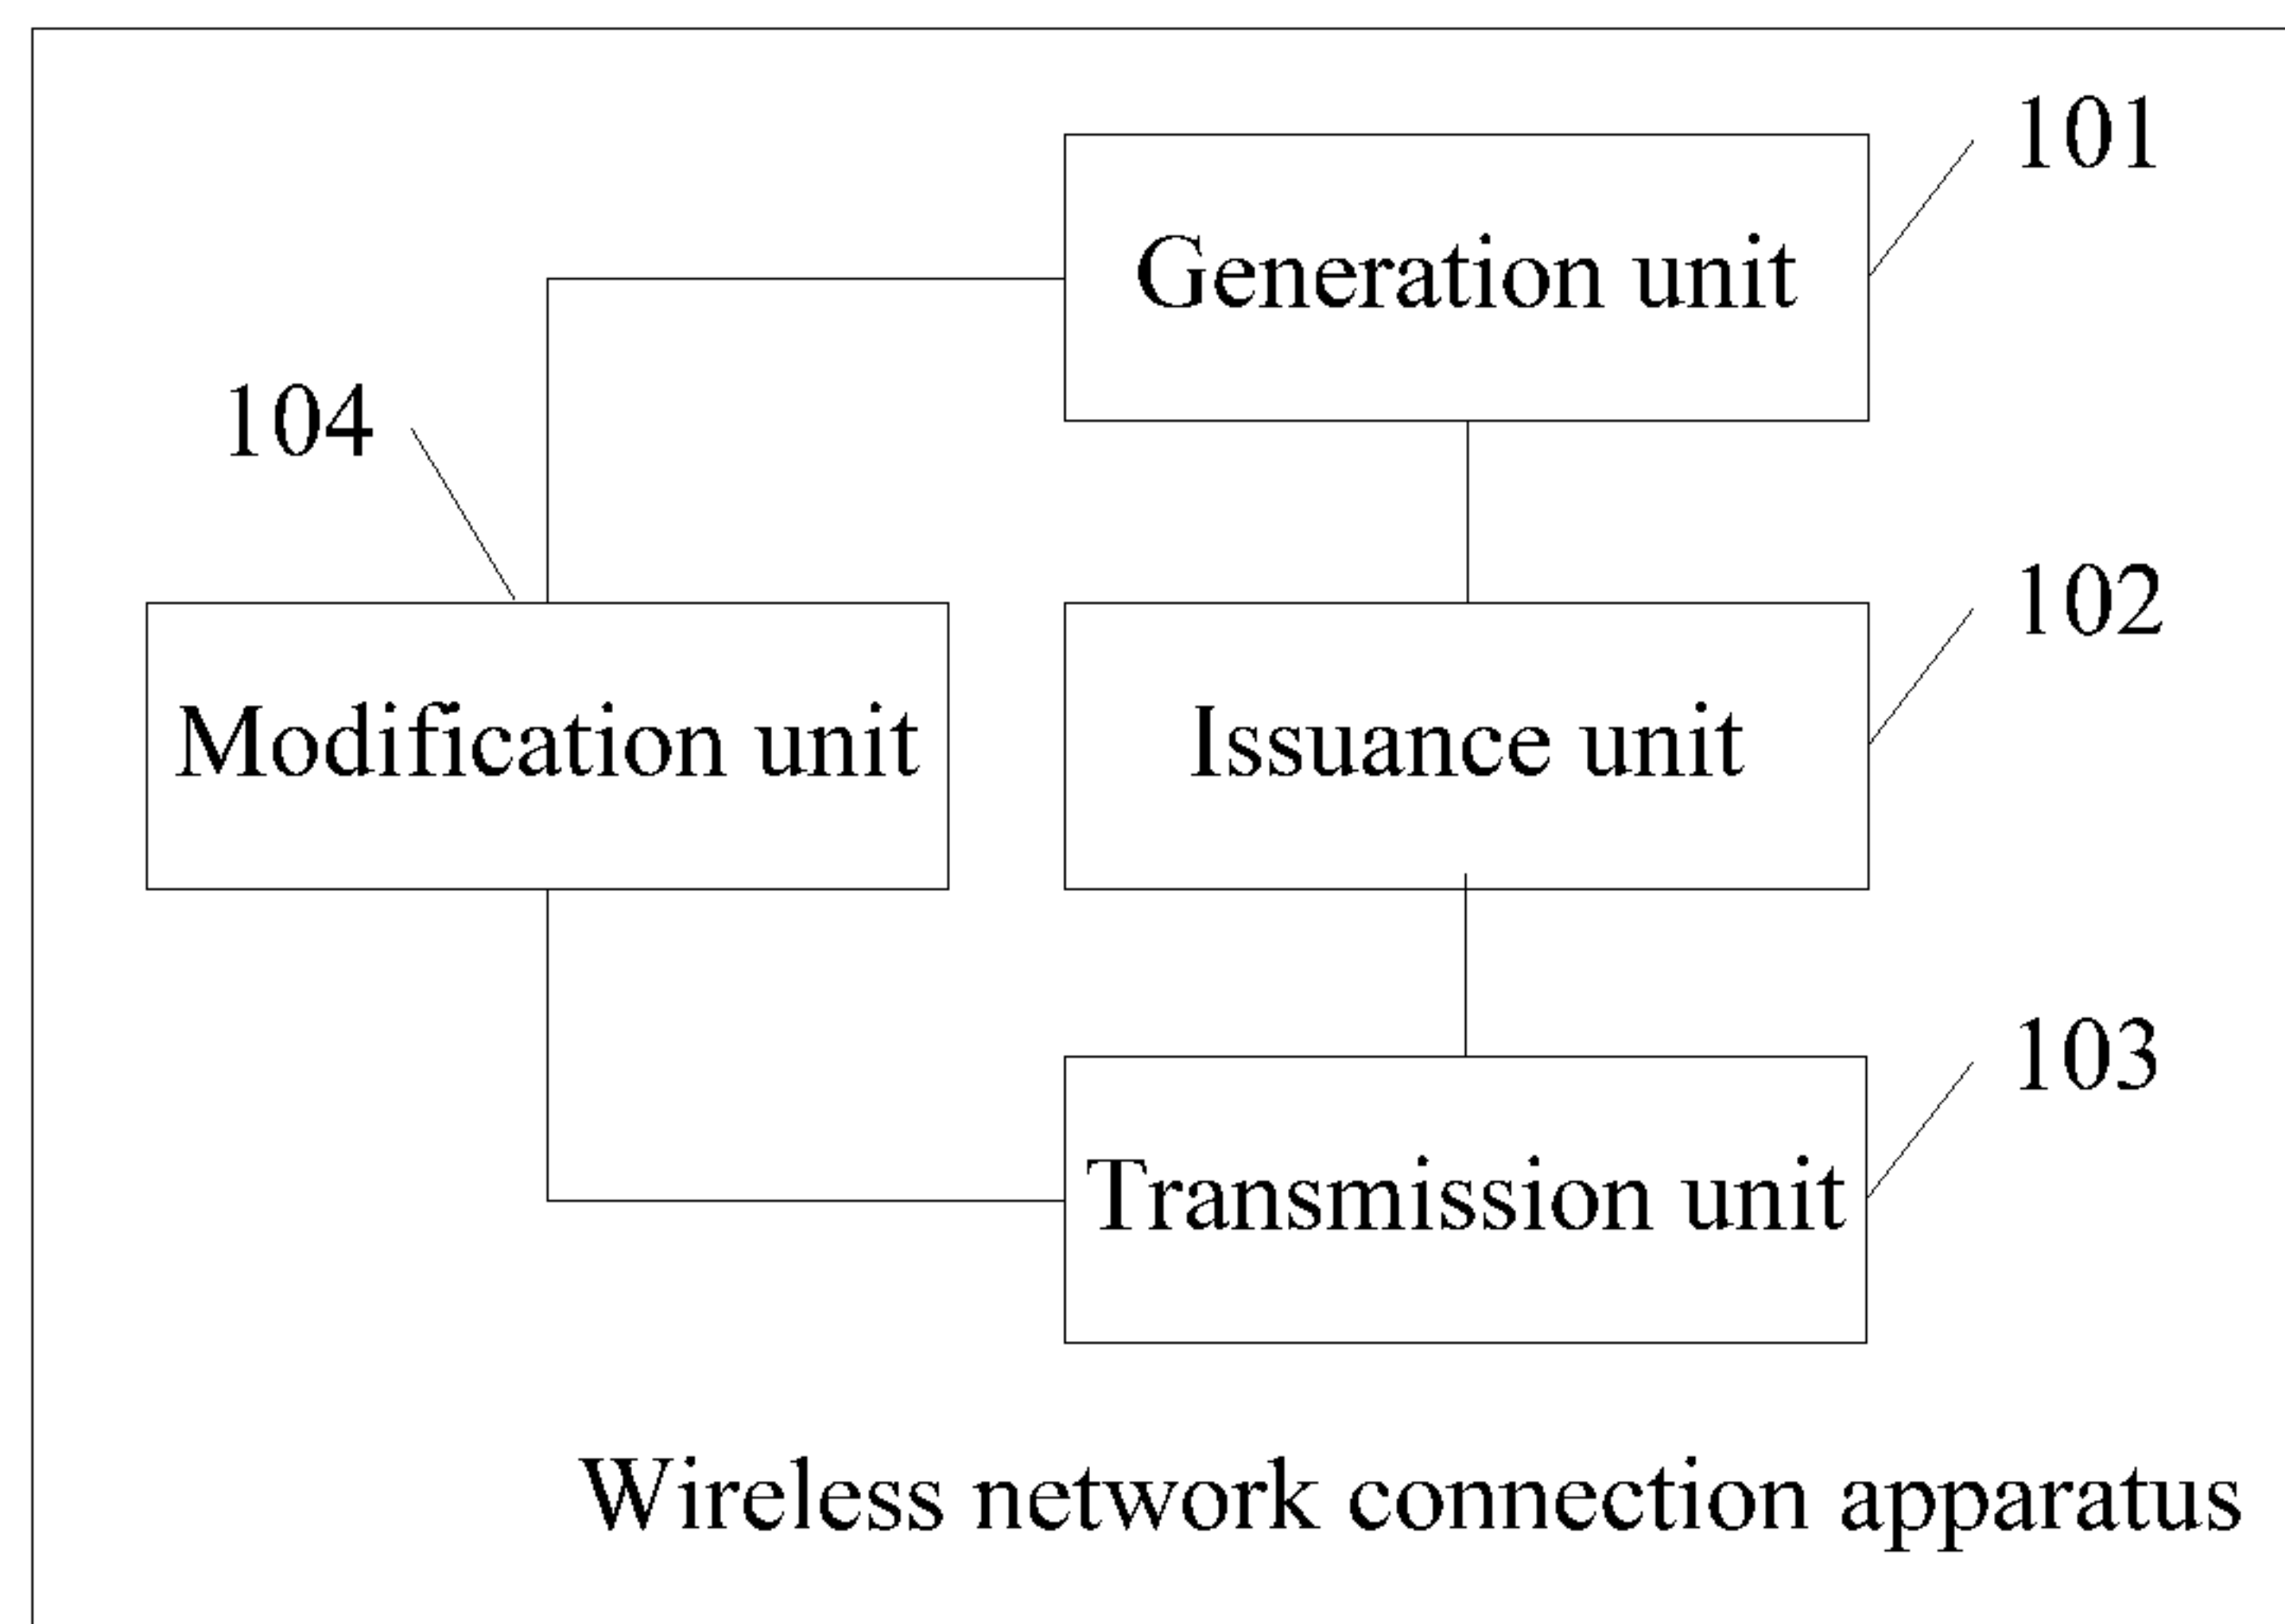 101
Generation unit
104
102
Modification unit
Issuance unit
103
Transmission unit
Wireless network connection apparatus